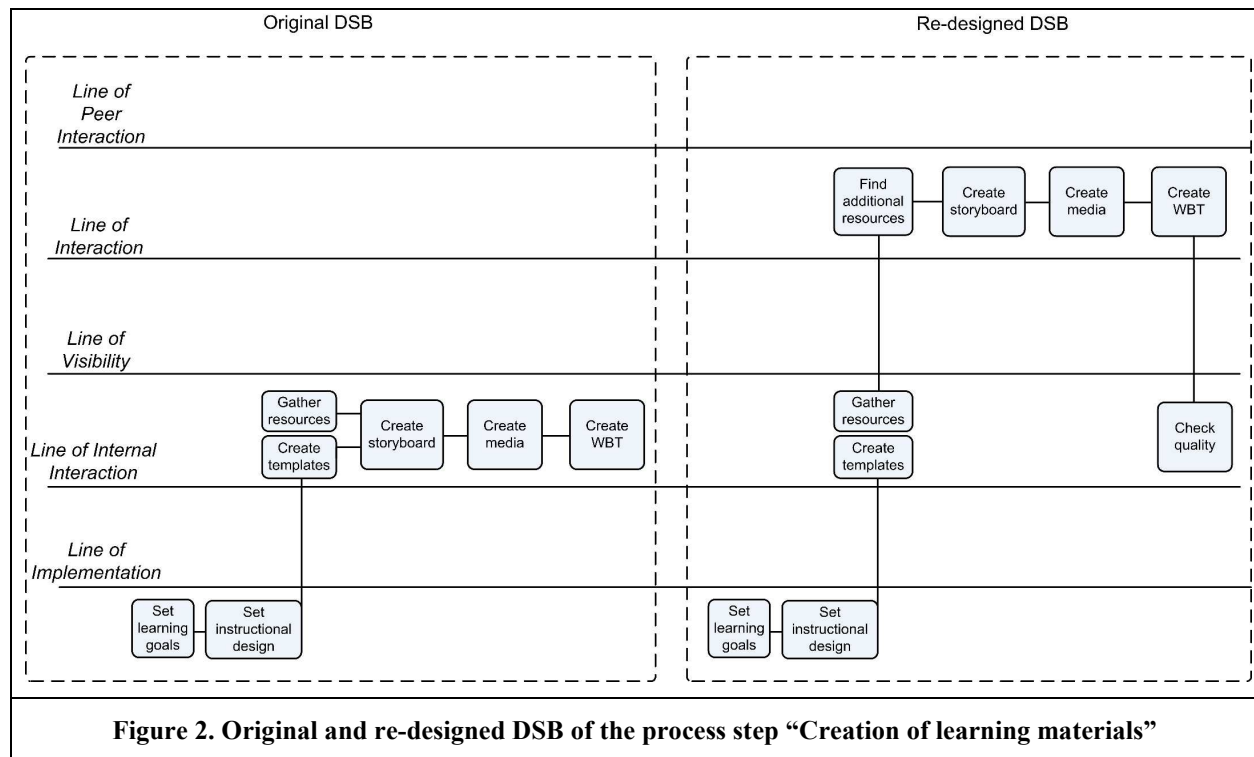 Original DSB
Re-designed DSB
Line of
Peer
Interaction
Find
additional
resources
Create
storyboard
Create
media
Create
WBT
Line of
Interaction
Line of
Visibility
Gather
resources
Create
templates
Create
storyboard
Create
media
Create
WBT
Gather
resources
Create
templates
Check
quality
Line of Internal
Interaction
Line of
Implementation
Set
learning
goals
Set
instructional
design
Set
learning
goals
Set
instructional
design
Figure 2. Original and re-designed DSB of the process step “Creation of learning materials”